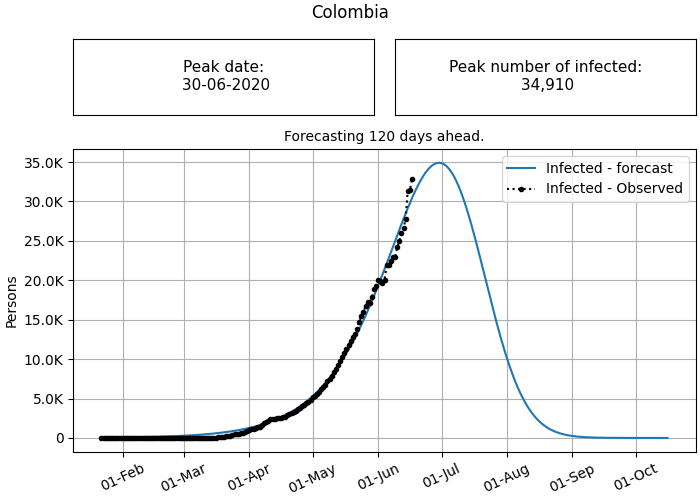 Colombia
Peak date:
30-06-2020
Peak number of infected:
34,910
Forecasting 120 days ahead.
Infected - forecast
Infected - Observed
35.0K
30.0K
25.0K
20.0K
15.0K
10.0K
5.0K
0
Persons
01-Feb
01-Mar
01-Apr
01-May
01-Jun
01-Jul
01-Aug
01-Sep
01-Oct